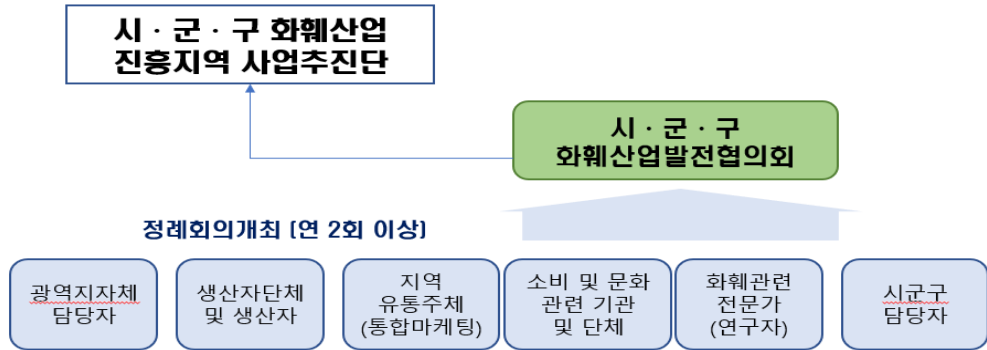 시 · 군 · 구 화훼산업
진흥지역 사업추진단
시 · 군 · 구
화훼산업발전협의회
정례회의개최 (연 2회 이상)
광역지자체
담당자
생산자단체
및 생산자
지역
유통주체
(통합마케팅)
소비 및 문화
관련 기관
및 단체
화훼관련
전문가
(연구자)
시군구
담당자